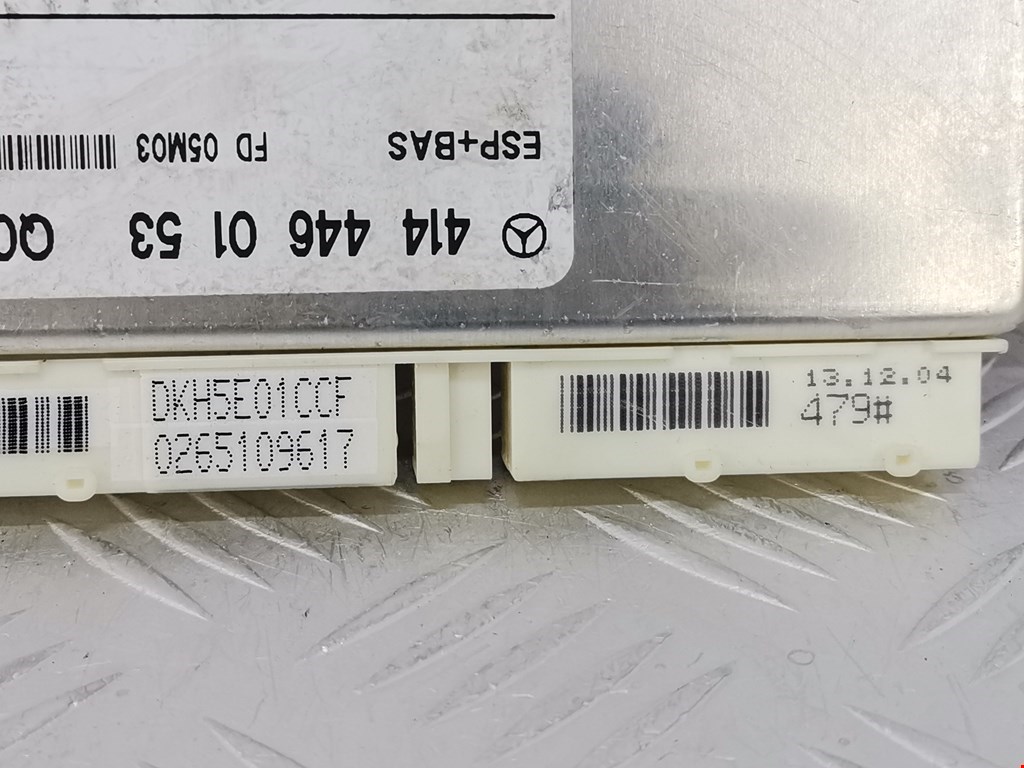 414 446 01 53
ESP+BAS FD 05M03
DKH5E01CCF
0265109617
13.12.04
479#